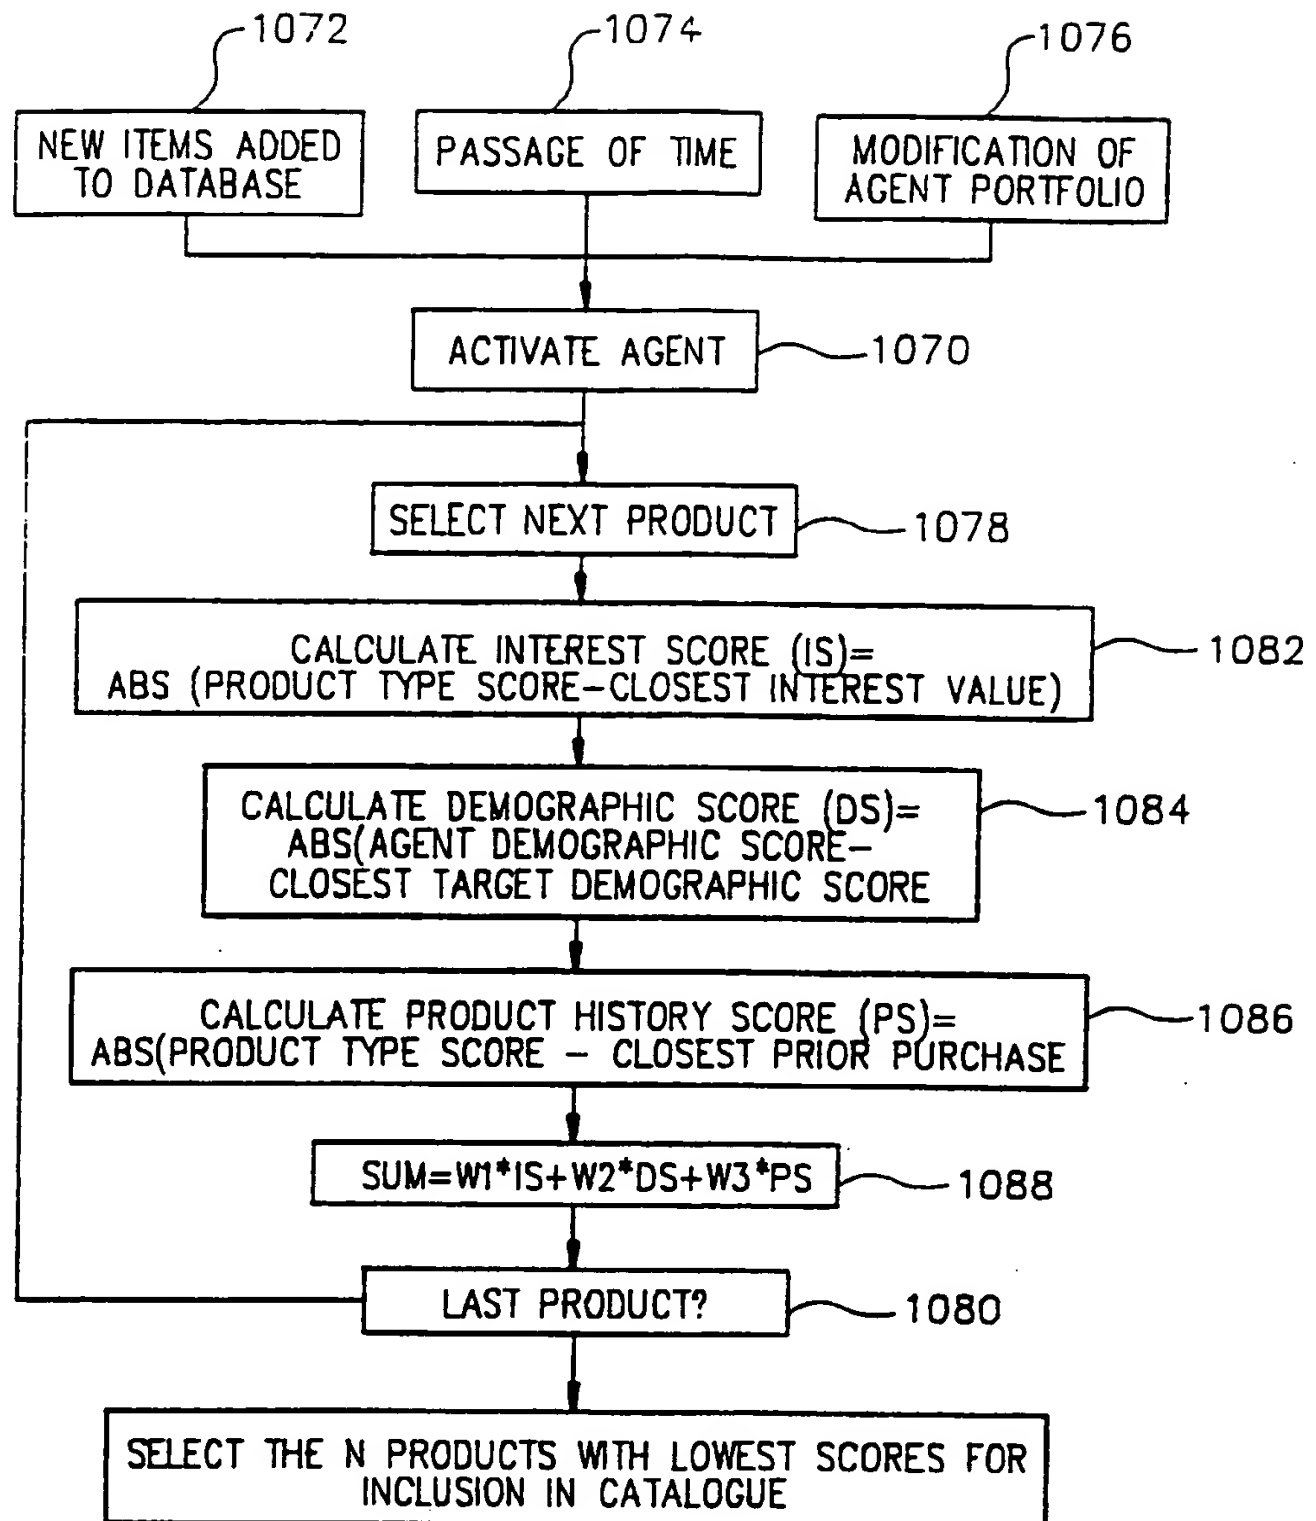 1072
1074
1076
NEW ITEMS ADDED
TO DATABASE
PASSAGE OF TIME
MODIFICATION OF
AGENT PORTFOLIO
ACTIVATE AGENT
1070
SELECT NEXT PRODUCT
1078
CALCULATE INTEREST SCORE (IS)=
ABS (PRODUCT TYPE SCORE-CLOSEST INTEREST VALUE)
1082
CALCULATE DEMOGRAPHIC SCORE (DS)=
ABS(AGENT DEMOGRAPHIC SCORE-
CLOSEST TARGET DEMOGRAPHIC SCORE
1084
CALCULATE PRODUCT HISTORY SCORE (PS)=
ABS(PRODUCT TYPE SCORE - CLOSEST PRIOR PURCHASE
1086
SUM=W1*IS+W2*DS+W3*PS
1088
LAST PRODUCT?
1080
SELECT THE N PRODUCTS WITH LOWEST SCORES FOR
INCLUSION IN CATALOGUE